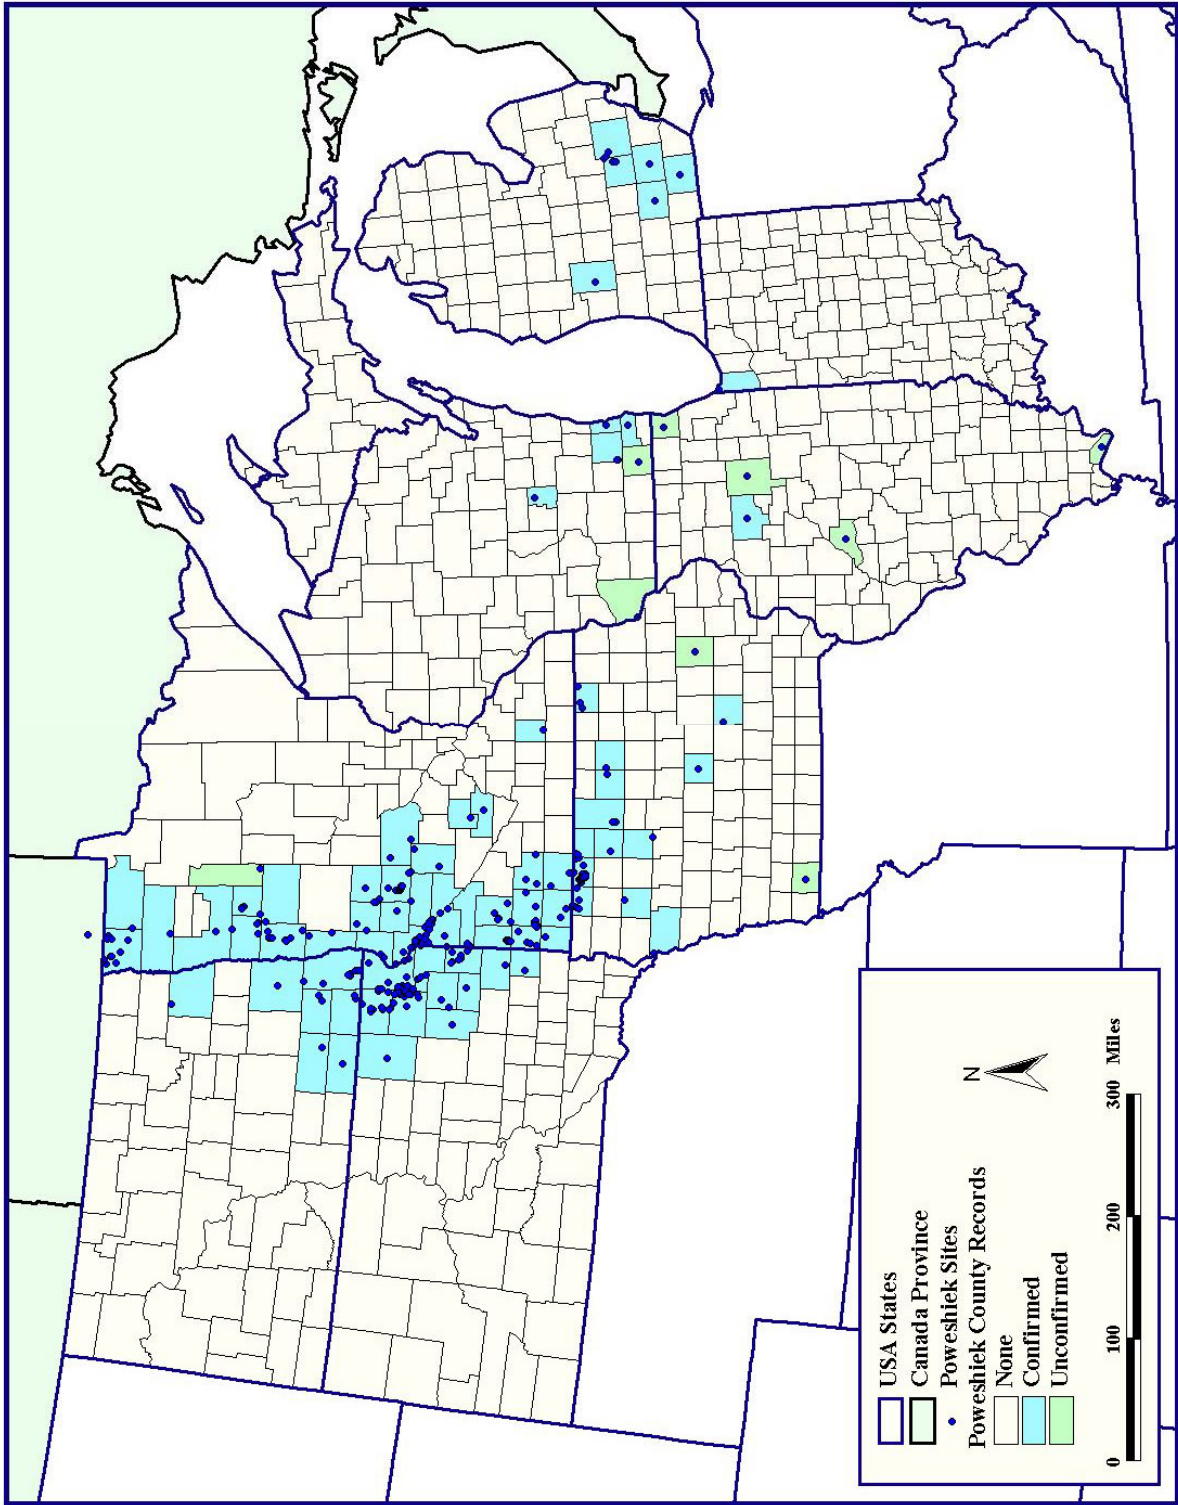 N
USA States
Canada Province
Poweshiek Sites
Poweshiek County Records
None
Confirmed
Unconfirmed
0 100 200 300 Miles